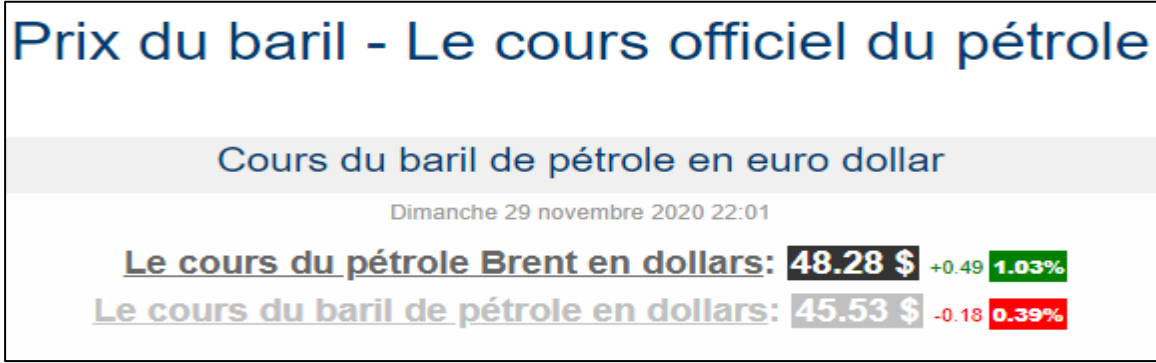 Prix du baril - Le cours officiel du pétrole
Cours du baril de pétrole en euro dollar
Dimanche 29 novembre 2020 22:01
Le cours du pétrole Brent en dollars: 48.28 $ +0.49 1.03%
Le cours du baril de pétrole en dollars: 45.53 $ -0.18 0.39%